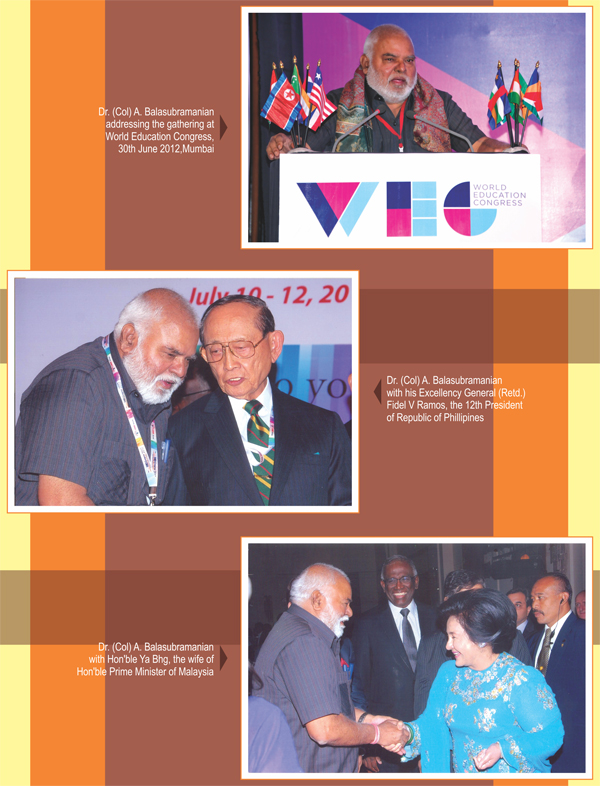 Dr. (Col) A. Balasubramanian
addressing the gathering at
World Education Congress,
30th June 2012,Mumbai
WEC
WORLD
EDUCATION
CONGRESS
July 10 - 12, 20
o yo
Dr. (Col) A. Balasubramanian
with his Excellency General (Retd.)
Fidel V Ramos, the 12th President
of Republic of Phillipines
Dr. (Col) A. Balasubramanian
with Hon'ble Ya Bhg, the wife of
Hon'ble Prime Minister of Malaysia